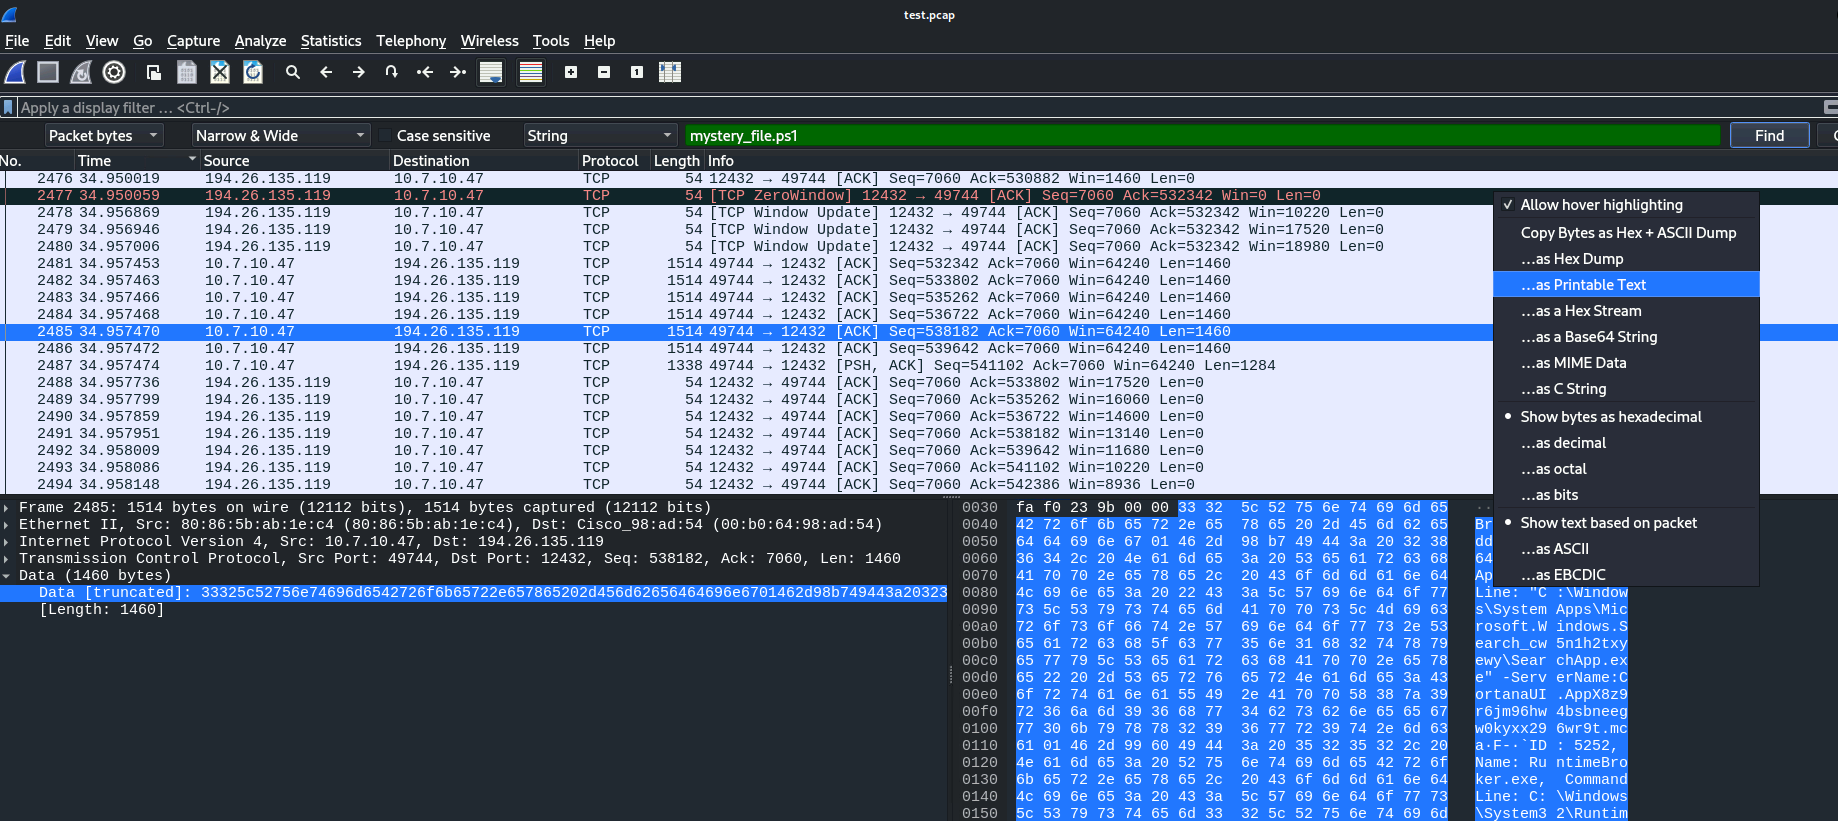 test.pcap
File Edit View Go Capture Analyze Statistics Telephony Wireless Tools Help
Apply a display filter … <Ctrl-/>
Packet bytes Narrow & Wide Case sensitive String mystery_file.ps1 Find
No. Time Source Destination Protocol Length Info
2476 34.950019 194.26.135.119 10.7.10.47 TCP 54 12432 → 49744 [ACK] Seq=7060 Ack=530882 Win=1460 Len=0
2477 34.950059 194.26.135.119 10.7.10.47 TCP 54 [TCP ZeroWindow] 12432 → 49744 [ACK] Seq=7060 Ack=532342 Win=0 Len=0
2478 34.956869 194.26.135.119 10.7.10.47 TCP 54 [TCP Window Update] 12432 → 49744 [ACK] Seq=7060 Ack=532342 Win=10220 Len=0
2479 34.956946 194.26.135.119 10.7.10.47 TCP 54 [TCP Window Update] 12432 → 49744 [ACK] Seq=7060 Ack=532342 Win=17520 Len=0
2480 34.957006 194.26.135.119 10.7.10.47 TCP 54 [TCP Window Update] 12432 → 49744 [ACK] Seq=7060 Ack=532342 Win=18980 Len=0
2481 34.957453 10.7.10.47 194.26.135.119 TCP 1514 49744 → 12432 [ACK] Seq=532342 Ack=7060 Win=64240 Len=1460
2482 34.957463 10.7.10.47 194.26.135.119 TCP 1514 49744 → 12432 [ACK] Seq=533802 Ack=7060 Win=64240 Len=1460
2483 34.957466 10.7.10.47 194.26.135.119 TCP 1514 49744 → 12432 [ACK] Seq=535262 Ack=7060 Win=64240 Len=1460
2484 34.957468 10.7.10.47 194.26.135.119 TCP 1514 49744 → 12432 [ACK] Seq=536722 Ack=7060 Win=64240 Len=1460
2485 34.957470 10.7.10.47 194.26.135.119 TCP 1514 49744 → 12432 [ACK] Seq=538182 Ack=7060 Win=64240 Len=1460
2486 34.957472 10.7.10.47 194.26.135.119 TCP 1514 49744 → 12432 [ACK] Seq=539642 Ack=7060 Win=64240 Len=1460
2487 34.957474 10.7.10.47 194.26.135.119 TCP 1338 49744 → 12432 [PSH, ACK] Seq=541102 Ack=7060 Win=64240 Len=1284
2488 34.957736 194.26.135.119 10.7.10.47 TCP 54 12432 → 49744 [ACK] Seq=7060 Ack=533802 Win=17520 Len=0
2489 34.957799 194.26.135.119 10.7.10.47 TCP 54 12432 → 49744 [ACK] Seq=7060 Ack=535262 Win=16060 Len=0
2490 34.957859 194.26.135.119 10.7.10.47 TCP 54 12432 → 49744 [ACK] Seq=7060 Ack=536722 Win=14600 Len=0
2491 34.957951 194.26.135.119 10.7.10.47 TCP 54 12432 → 49744 [ACK] Seq=7060 Ack=538182 Win=13140 Len=0
2492 34.958009 194.26.135.119 10.7.10.47 TCP 54 12432 → 49744 [ACK] Seq=7060 Ack=539642 Win=11680 Len=0
2493 34.958086 194.26.135.119 10.7.10.47 TCP 54 12432 → 49744 [ACK] Seq=7060 Ack=541102 Win=10220 Len=0
2494 34.958148 194.26.135.119 10.7.10.47 TCP 54 12432 → 49744 [ACK] Seq=7060 Ack=542386 Win=8936 Len=0
Allow hover highlighting
Copy Bytes as Hex + ASCII Dump
…as Hex Dump
…as Printable Text
…as a Hex Stream
…as a Base64 String
…as MIME Data
…as C String
Show bytes as hexadecimal
…as decimal
…as octal
…as bits
Show text based on packet
…as ASCII
…as EBCDIC
Frame 2485: 1514 bytes on wire (12112 bits), 1514 bytes captured (12112 bits)
Ethernet II, Src: 80:86:5b:ab:1e:c4 (80:86:5b:ab:1e:c4), Dst: Cisco_98:ad:54 (00:b0:64:98:ad:54)
Internet Protocol Version 4, Src: 10.7.10.47, Dst: 194.26.135.119
Transmission Control Protocol, Src Port: 49744, Dst Port: 12432, Seq: 538182, Ack: 7060, Len: 1460
Data (1460 bytes)
Data [truncated]: 33325c52756e74696d6542726f6b65722e657865202d456d62656464696e6701462d98b749443a20323
[Length: 1460]
0030 fa f0 23 9b 00 00 33 32 5c 52 75 6e 74 69 6d 65 ··
0040 42 72 6f 6b 65 72 2e 65 78 65 20 2d 45 6d 62 65 Br
0050 64 64 69 6e 67 01 46 2d 98 b7 49 44 3a 20 32 38 dd
0060 36 34 2c 20 4e 61 6d 65 3a 20 53 65 61 72 63 68 64
0070 41 70 70 2e 65 78 65 2c 20 43 6f 6d 6d 61 6e 64 Ap
0080 4c 69 6e 65 3a 20 22 43 3a 5c 57 69 6e 64 6f 77 Line: "C :\Window
0090 73 5c 53 79 73 74 65 6d 41 70 70 73 5c 4d 69 63 s\System Apps\Mic
00a0 72 6f 73 6f 66 74 2e 57 69 6e 64 6f 77 73 2e 53 rosoft.W indows.S
00b0 65 61 72 63 68 5f 63 77 35 6e 31 68 32 74 78 79 earch_cw 5n1h2txy
00c0 65 77 79 5c 53 65 61 72 63 68 41 70 70 2e 65 78 ewy\Sear chApp.ex
00d0 65 22 20 2d 53 65 72 76 65 72 4e 61 6d 65 3a 43 e" -Serv erName:C
00e0 6f 72 74 61 6e 61 55 49 2e 41 70 70 58 38 7a 39 ortanaUI .AppX8z9
00f0 72 36 6a 6d 39 36 68 77 34 62 73 62 6e 65 65 67 r6jm96hw 4bsbneeg
0100 77 30 6b 79 78 78 32 39 36 77 72 39 74 2e 6d 63 w0kyxx29 6wr9t.mc
0110 61 01 46 2d 99 60 49 44 3a 20 35 32 35 32 2c 20 a·F-·`ID : 5252,
0120 4e 61 6d 65 3a 20 52 75 6e 74 69 6d 65 42 72 6f Name: Ru ntimeBro
0130 6b 65 72 2e 65 78 65 2c 20 43 6f 6d 6d 61 6e 64 ker.exe, Command
0140 4c 69 6e 65 3a 20 43 3a 5c 57 69 6e 64 6f 77 73 Line: C: \Windows
0150 5c 53 79 73 74 65 6d 33 32 5c 52 75 6e 74 69 6d \System3 2\Runtim